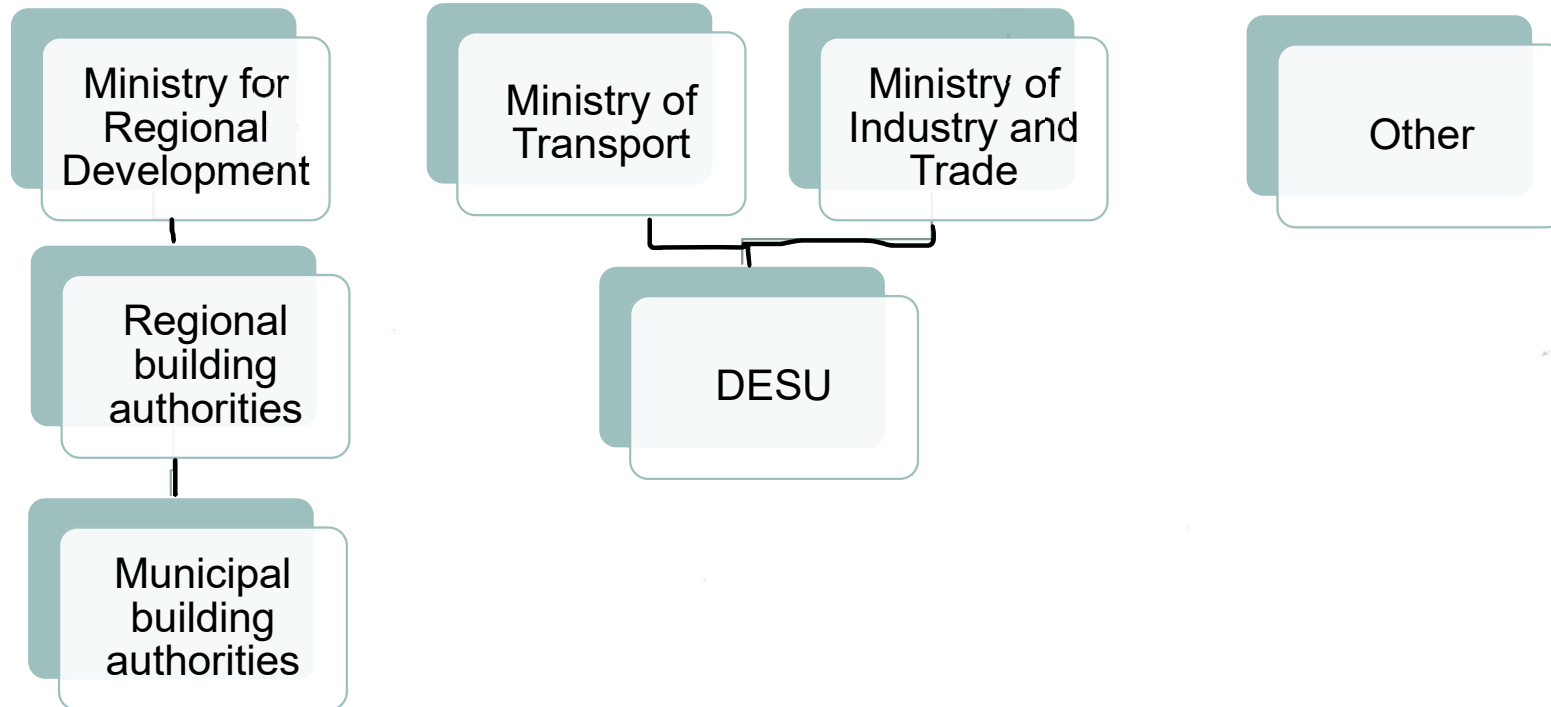 Ministry for
Regional
Development
Ministry of
Transport
Ministry of
Industry and
Trade
Other
Regional
building
authorities
DESU
Municipal
building
authorities